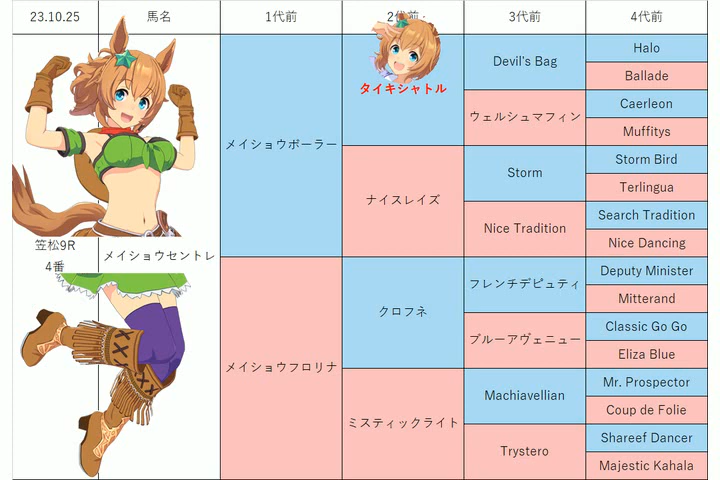 23.10.25
馬名
1代前
2代前
3代前
4代前
タイキシャトル
メイショウボーラー
ナイスレイズ
Devil's Bag
ウェルシュマフィン
Storm
Nice Tradition
Halo
Ballade
Caerleon
Muffitys
Storm Bird
Terlingua
Search Tradition
Nice Dancing
笠松9R
4番
メイショウセントレ
メイショウフロリナ
クロフネ
ミスティックライト
フレンチデピュティ
ブルーアヴェニュー
Machiavellian
Trystero
Deputy Minister
Mitterand
Classic Go Go
Eliza Blue
Mr. Prospector
Coup de Folie
Shareef Dancer
Majestic Kahala